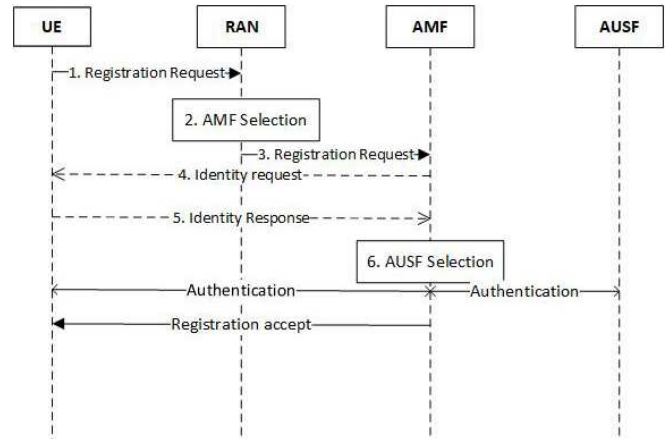 UE
RAN
AMF
AUSF
1. Registration Request
2. AMF Selection
3. Registration Request
4. Identity request
5. Identity Response
6. AUSF Selection
Authentication
Authentication
Registration accept